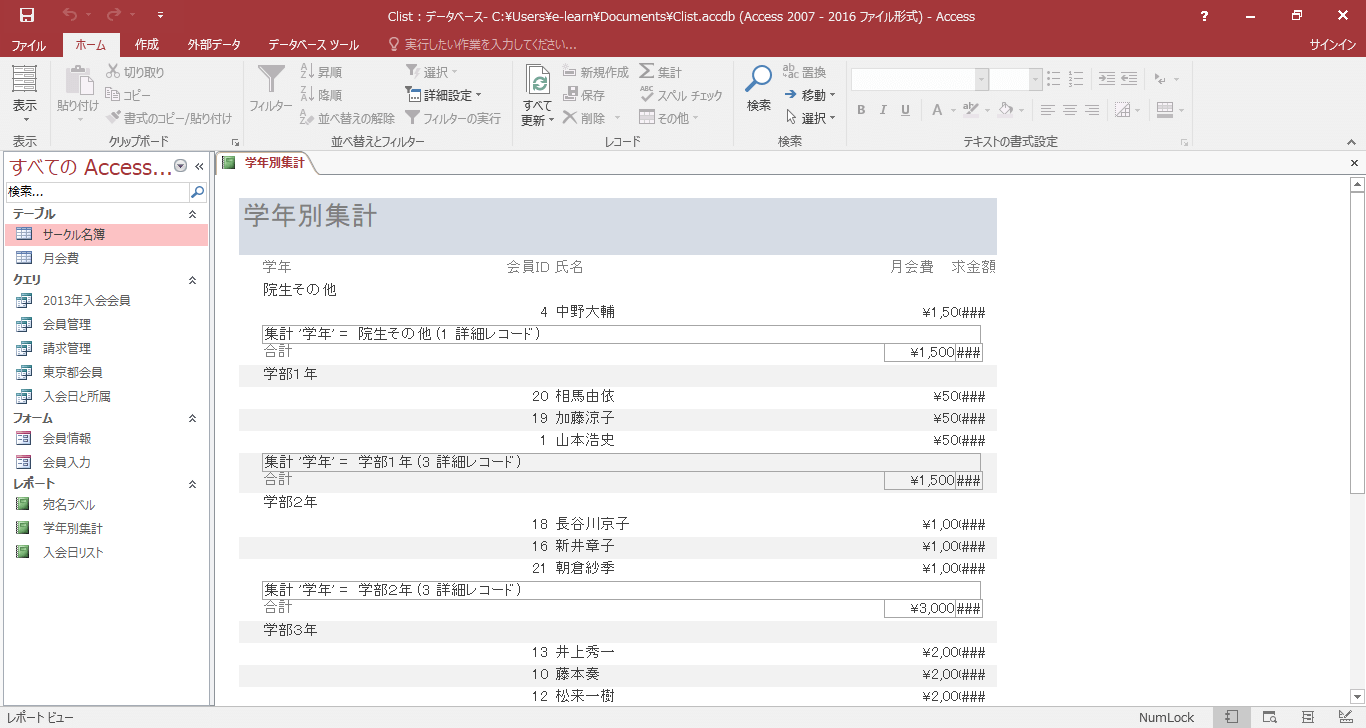 Clist : データベース- C:¥Users¥e-learn¥Documents¥Clist.accdb (Access 2007 - 2016 ファイル形式) - Access
?
ファイル ホーム 作成 外部データ データベース ツール 実行したい作業を入力してください... サインイン
表示
貼り付け
切り取り
コピー
書式のコピー/貼り付け
フィルター
昇順
降順
並べ替えの解除
選択
詳細設定
フィルターの実行
すべて
更新
新規作成
保存
削除
集計
スペル チェック
その他
検索
置換
移動
選択
B I U A
表示 クリップボード 並べ替えとフィルター レコード 検索 テキストの書式設定
すべての Access...
検索...
テーブル
サークル名簿
月会費
クエリ
2013年入会会員
会員管理
請求管理
東京都会員
入会日と所属
フォーム
会員情報
会員入力
レポート
宛名ラベル
学年別集計
入会日リスト
学年別集計
学年別集計
学年 会員ID 氏名 月会費 求金額
院生その他
4 中野大輔 ¥1,50 ###
集計 '学年' = 院生その他 (1 詳細レコード)
合計 ¥1,500 ###
学部1年
20 相馬由依 ¥50 ###
19 加藤涼子 ¥50 ###
1 山本浩史 ¥50 ###
集計 '学年' = 学部1年 (3 詳細レコード)
合計 ¥1,500 ###
学部2年
18 長谷川京子 ¥1,00 ###
16 新井章子 ¥1,00 ###
21 朝倉紗季 ¥1,00 ###
集計 '学年' = 学部2年 (3 詳細レコード)
合計 ¥3,000 ###
学部3年
13 井上秀一 ¥2,00 ###
10 藤本奏 ¥2,00 ###
12 松来一樹 ¥2,00 ###
レポート ビュー
NumLock